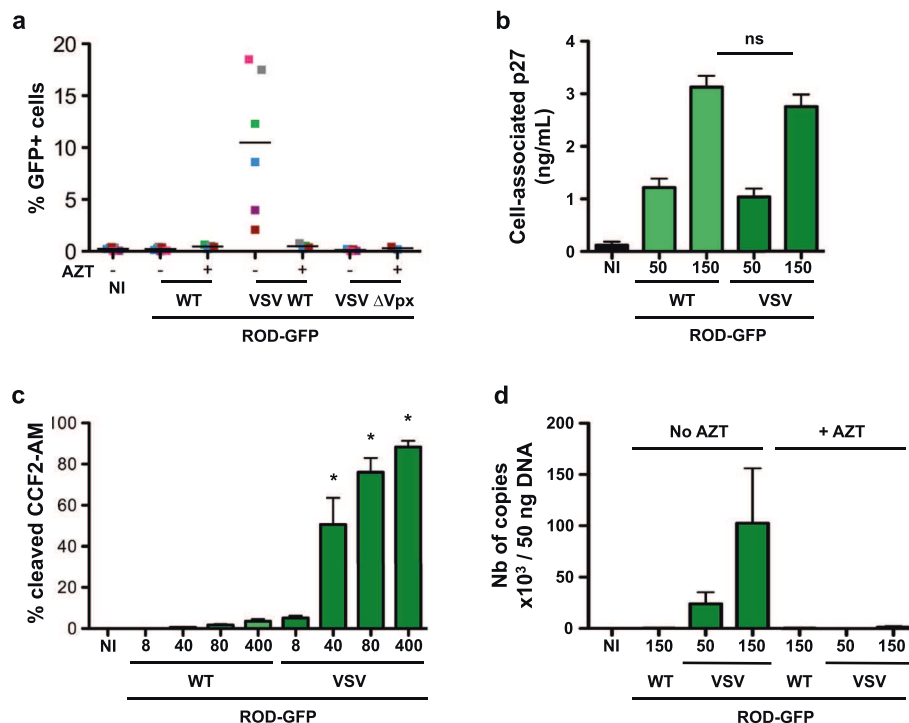 a
20
15
10
5
0
% GFP+ cells
AZT - - + - + - +
NI
WT VSV WT VSV ΔVpx
ROD-GFP
b
ns
4
3
2
1
0
Cell-associated p27
(ng/mL)
NI 50 150 50 150
WT VSV
ROD-GFP
c
100
80
60
40
20
0
% cleaved CCF2-AM
* * *
NI 8 40 80 400 8 40 80 400
WT VSV
ROD-GFP
d
200
150
100
50
0
Nb of copies
x10³ / 50 ng DNA
No AZT + AZT
NI 150 50 150 150 50 150
WT VSV WT VSV
ROD-GFP